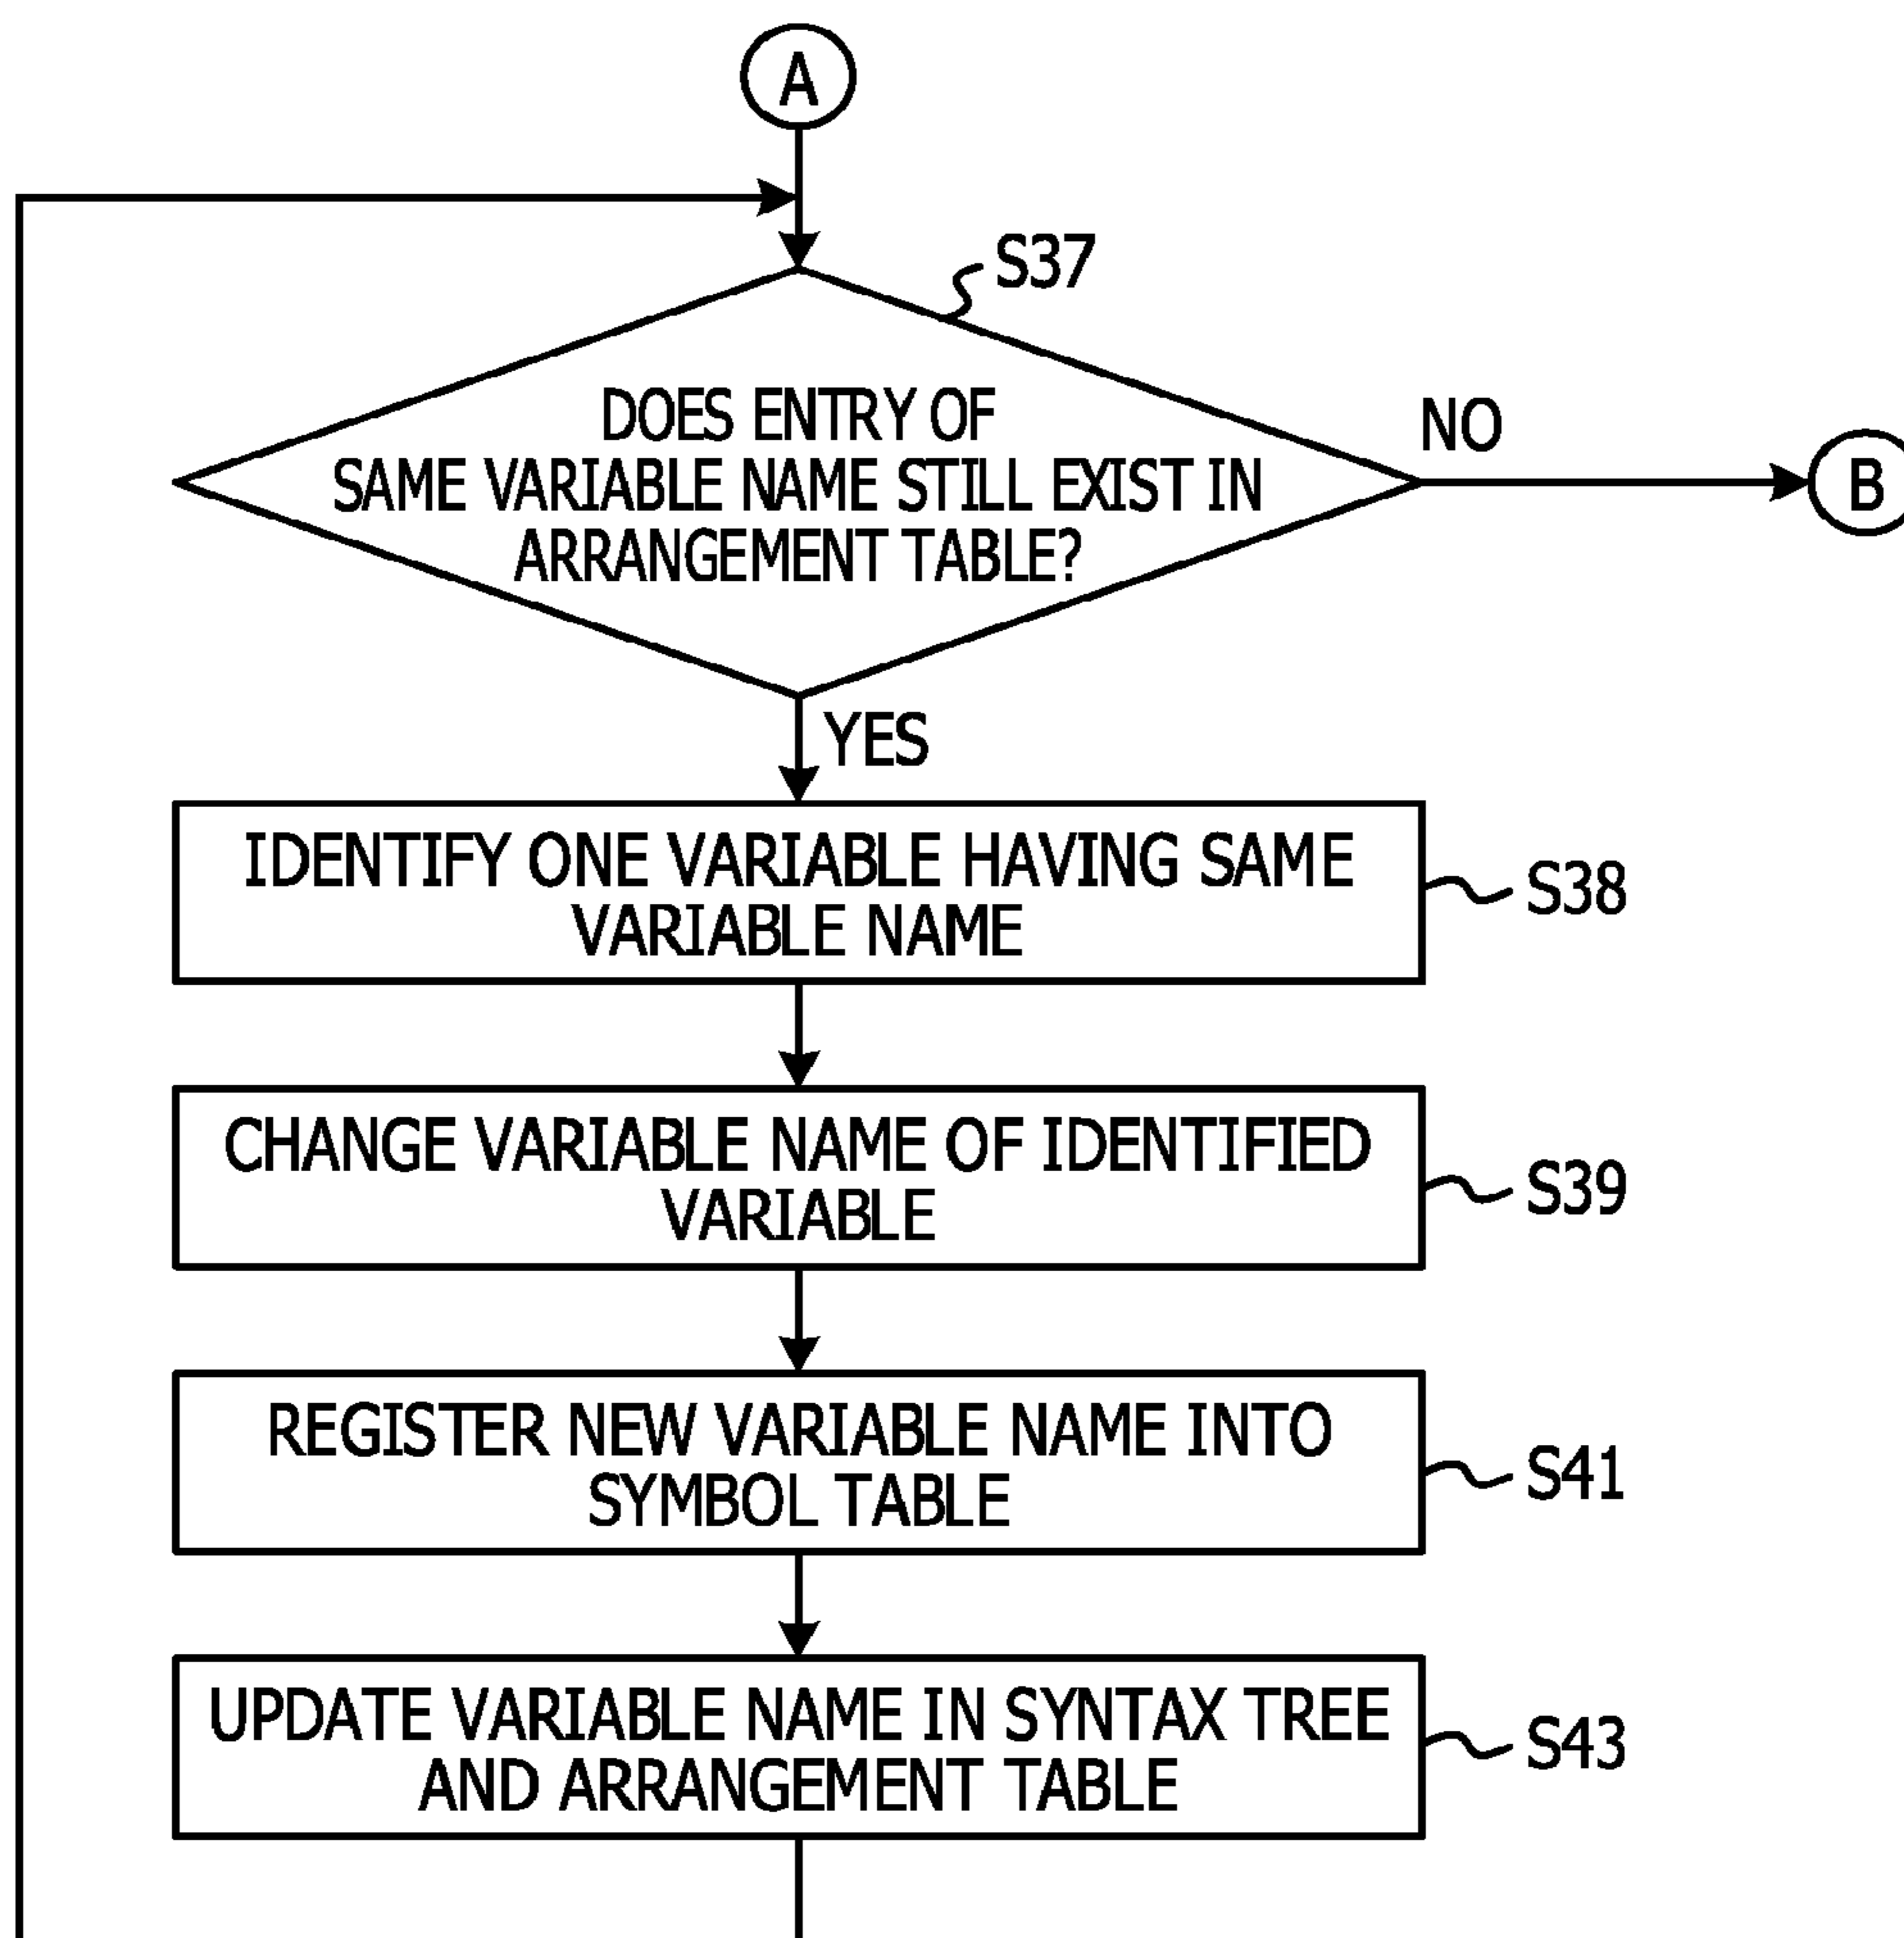 A
S37
DOES ENTRY OF
SAME VARIABLE NAME STILL EXIST IN
ARRANGEMENT TABLE?
NO
B
YES
IDENTIFY ONE VARIABLE HAVING SAME
VARIABLE NAME
S38
CHANGE VARIABLE NAME OF IDENTIFIED
VARIABLE
S39
REGISTER NEW VARIABLE NAME INTO
SYMBOL TABLE
S41
UPDATE VARIABLE NAME IN SYNTAX TREE
AND ARRANGEMENT TABLE
S43